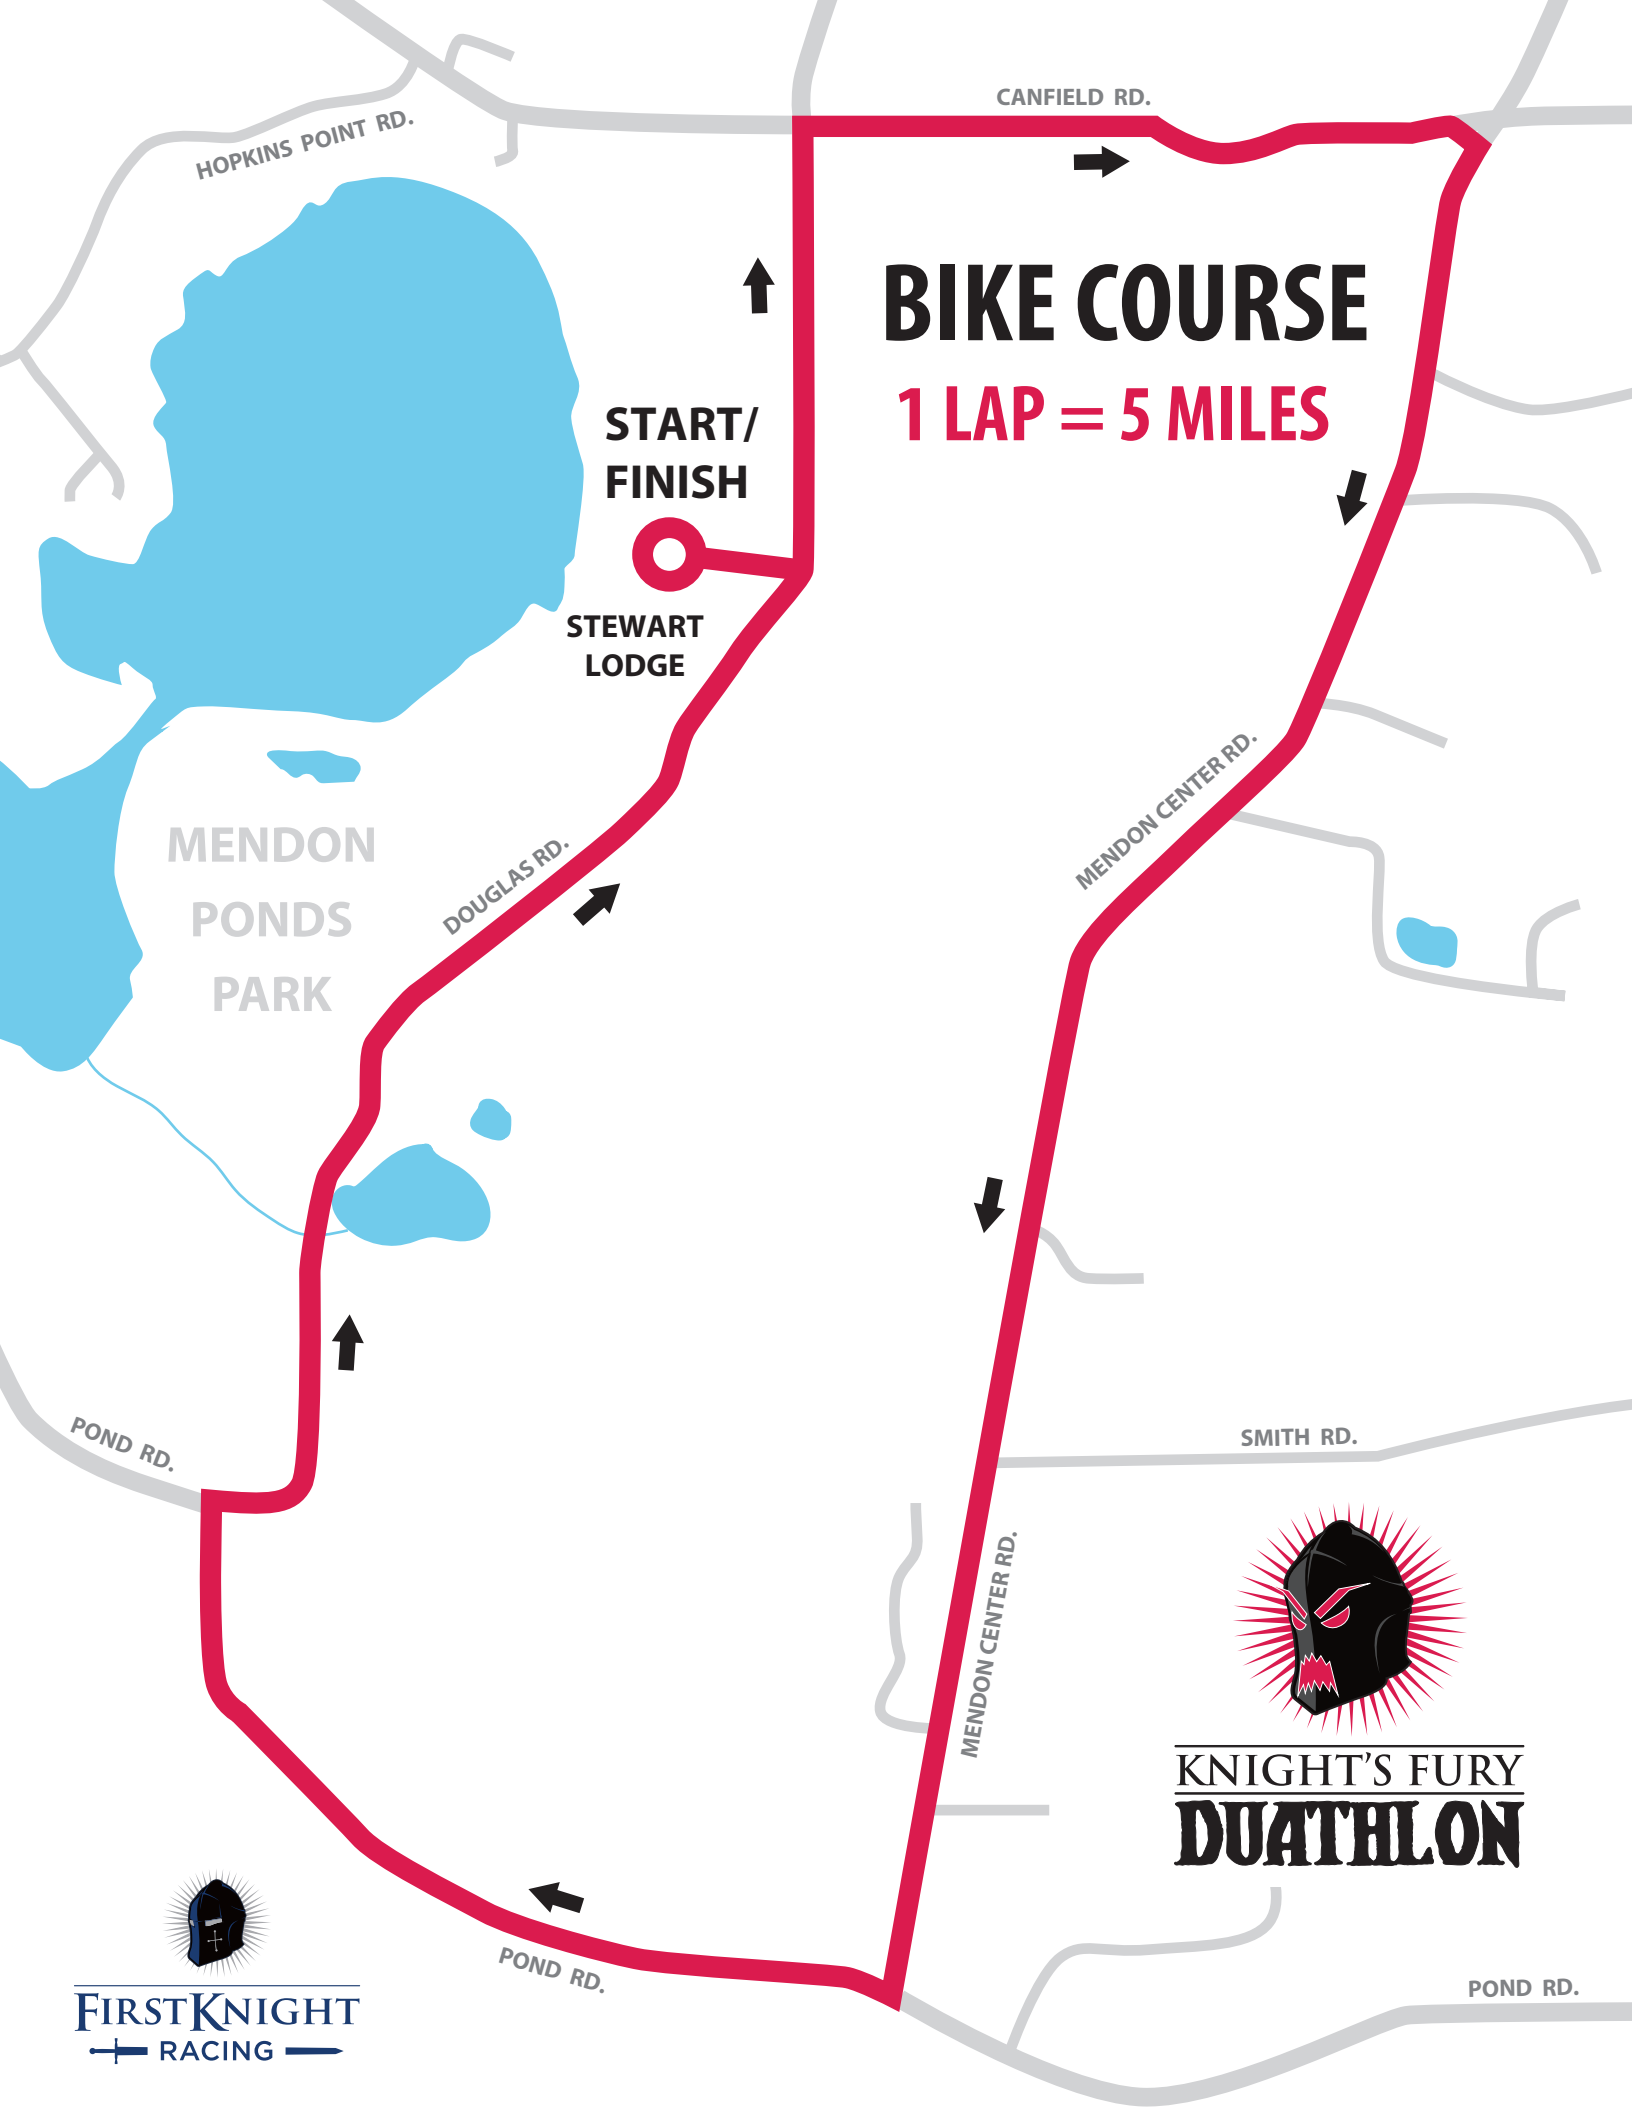 CANFIELD RD.
HOPKINS POINT RD.
BIKE COURSE
1 LAP = 5 MILES
START/
FINISH
STEWART
LODGE
MENDON CENTER RD.
MENDON
PONDS
PARK
DOUGLAS RD.
POND RD.
SMITH RD.
MENDON CENTER RD.
KNIGHT'S FURY
DUATHLON
POND RD.
POND RD.
FIRSTKNIGHT
RACING